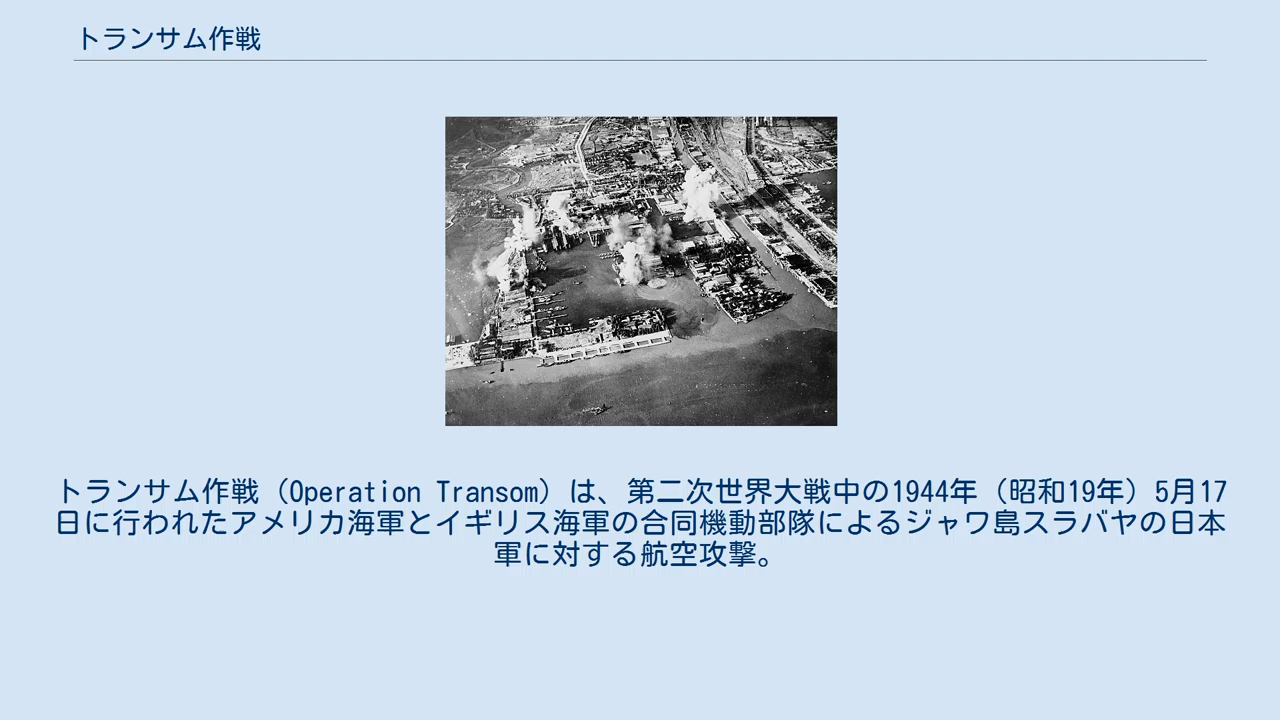 トランサム作戦
トランサム作戦（Operation Transom）は、第二次世界大戦中の1944年（昭和19年）5月17
日に行われたアメリカ海軍とイギリス海軍の合同機動部隊によるジャワ島スラバヤの日本
軍に対する航空攻撃。